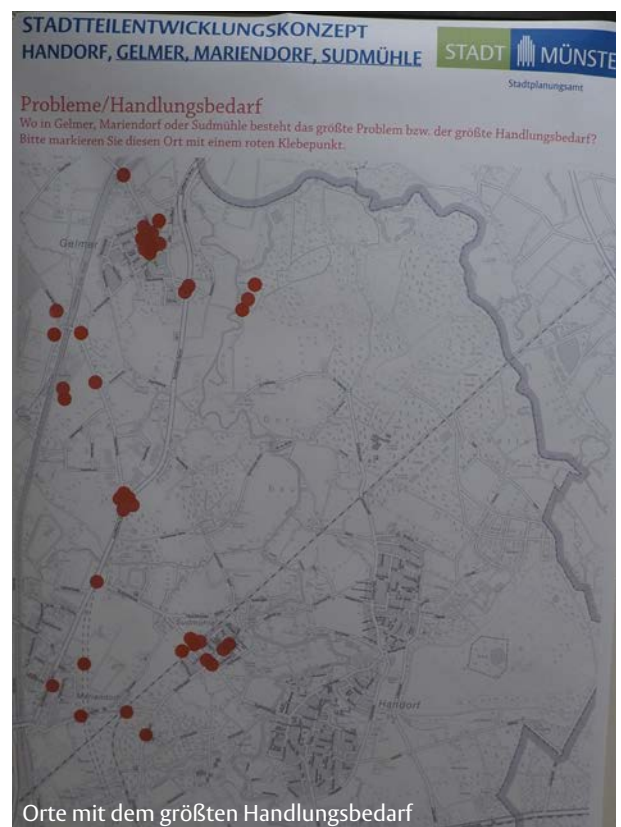 STADTTEILENTWICKLUNGSKONZEPT
HANDORF, GELMER, MARIENDORF, SUDMÜHLE
STADT MÜNSTE
Stadtplanungsamt
Probleme/Handlungsbedarf
Wo in Gelmer, Mariendorf oder Sudmühle besteht das größte Problem bzw. der größte Handlungsbedarf?
Bitte markieren Sie diesen Ort mit einem roten Klebepunkt.
Gelmer
Handorf
Orte mit dem größten Handlungsbedarf